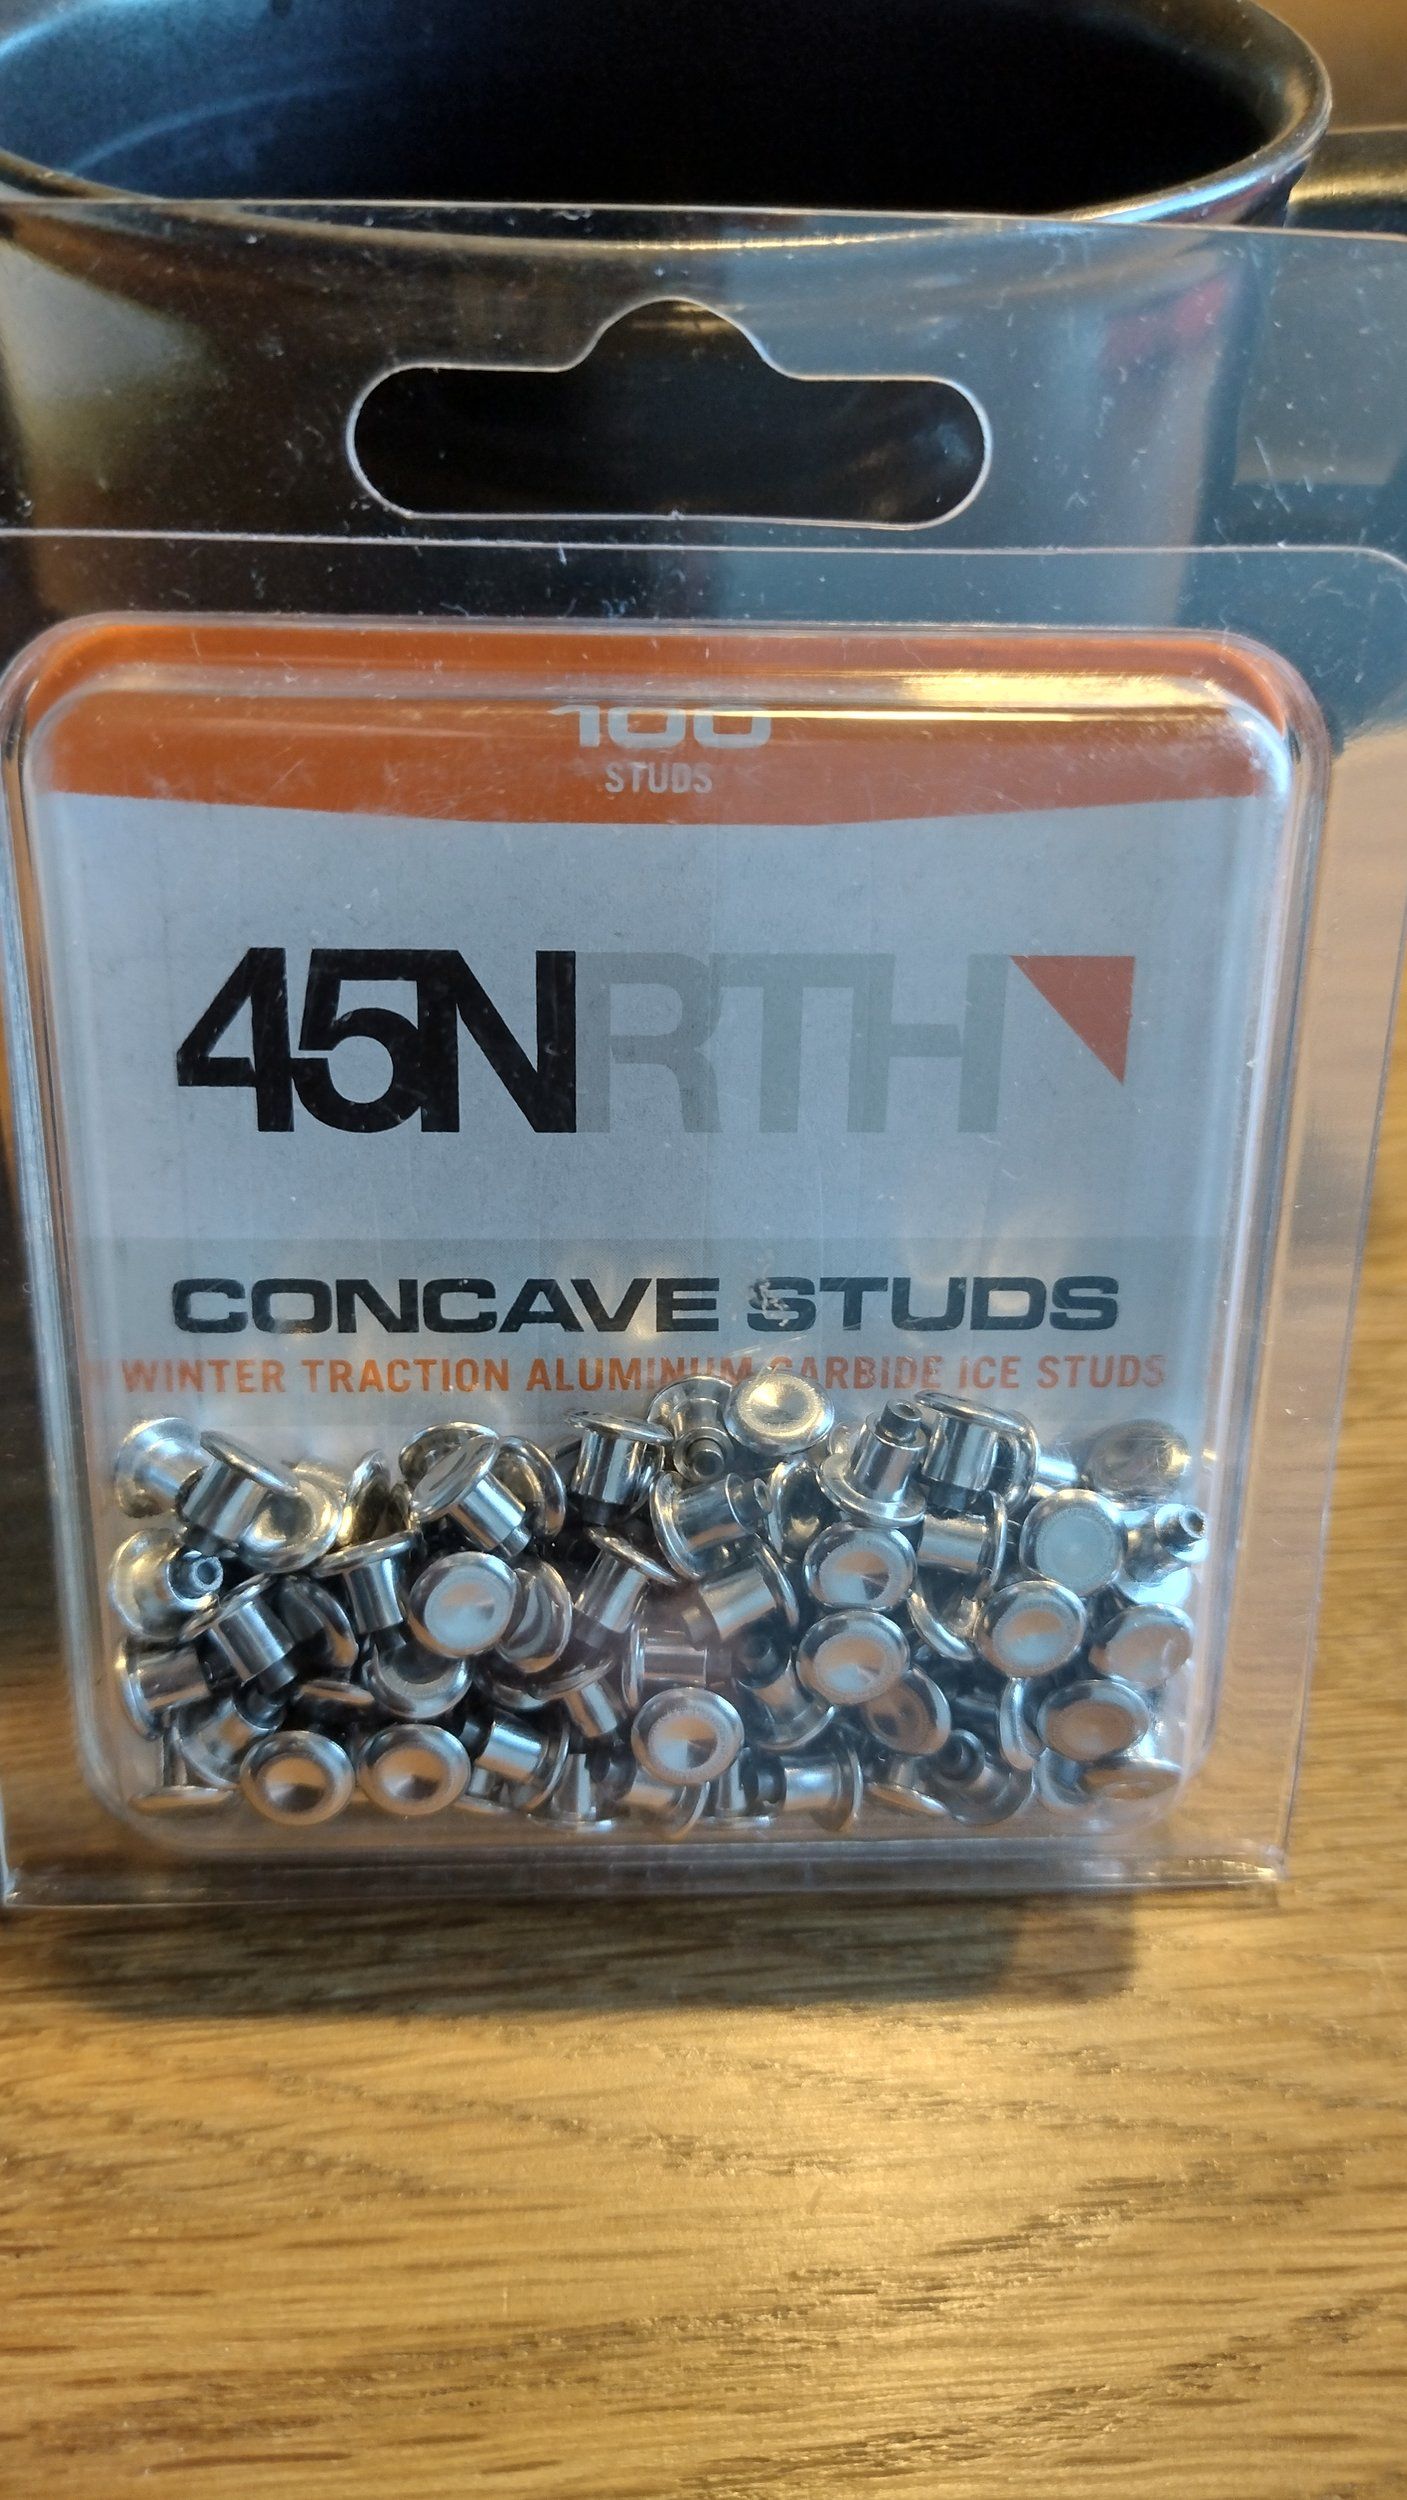 100
STUDS
45NRTH
CONCAVE STUDS
WINTER TRACTION ALUMINUM CARBIDE ICE STUDS